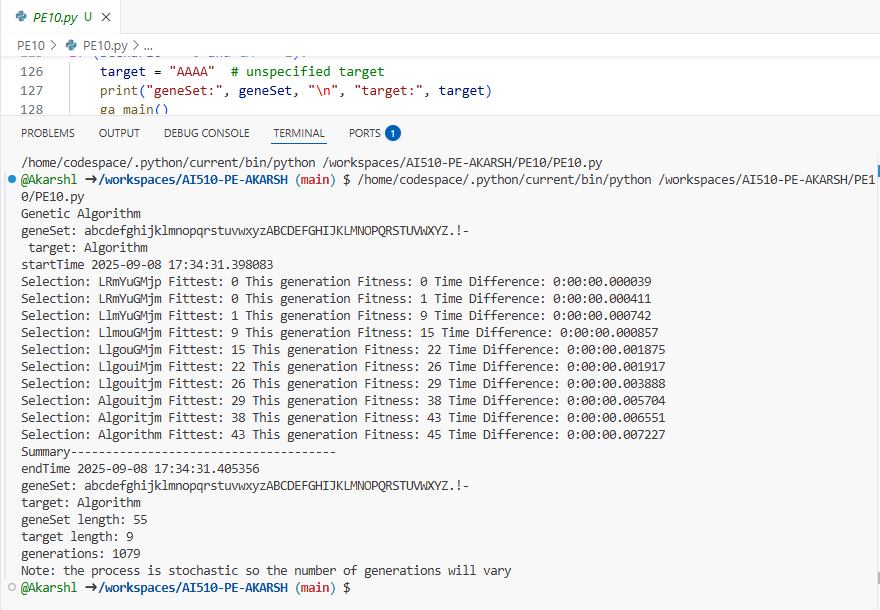 PE10.py U
PE10 > PE10.py > ...
126 target = "AAAA" # unspecified target
127 print("geneSet:", geneSet, "\n", "target:", target)
128 ga_main()
PROBLEMS OUTPUT DEBUG CONSOLE TERMINAL PORTS 1
/home/codespace/.python/current/bin/python /workspaces/AI510-PE-AKARSH/PE10/PE10.py
@Akarshl →/workspaces/AI510-PE-AKARSH (main) $ /home/codespace/.python/current/bin/python /workspaces/AI510-PE-AKARSH/PE1
0/PE10.py
Genetic Algorithm
geneSet: abcdefghijklmnopqrstuvwxyzABCDEFGHIJKLMNOPQRSTUVWXYZ.!-
target: Algorithm
startTime 2025-09-08 17:34:31.398083
Selection: LRmYuGMjp Fittest: 0 This generation Fitness: 0 Time Difference: 0:00:00.000039
Selection: LRmYuGMjm Fittest: 0 This generation Fitness: 1 Time Difference: 0:00:00.000411
Selection: LlmYuGMjm Fittest: 1 This generation Fitness: 9 Time Difference: 0:00:00.000742
Selection: LlmouGMjm Fittest: 9 This generation Fitness: 15 Time Difference: 0:00:00.000857
Selection: LlgouGMjm Fittest: 15 This generation Fitness: 22 Time Difference: 0:00:00.001875
Selection: LlgouiMjm Fittest: 22 This generation Fitness: 26 Time Difference: 0:00:00.001917
Selection: Llgouitjm Fittest: 26 This generation Fitness: 29 Time Difference: 0:00:00.003888
Selection: Algouitjm Fittest: 29 This generation Fitness: 38 Time Difference: 0:00:00.005704
Selection: Algoritjm Fittest: 38 This generation Fitness: 43 Time Difference: 0:00:00.006551
Selection: Algorithm Fittest: 43 This generation Fitness: 45 Time Difference: 0:00:00.007227
Summary--------------------------------------
endTime 2025-09-08 17:34:31.405356
geneSet: abcdefghijklmnopqrstuvwxyzABCDEFGHIJKLMNOPQRSTUVWXYZ.!-
target: Algorithm
geneSet length: 55
target length: 9
generations: 1079
Note: the process is stochastic so the number of generations will vary
@Akarshl →/workspaces/AI510-PE-AKARSH (main) $